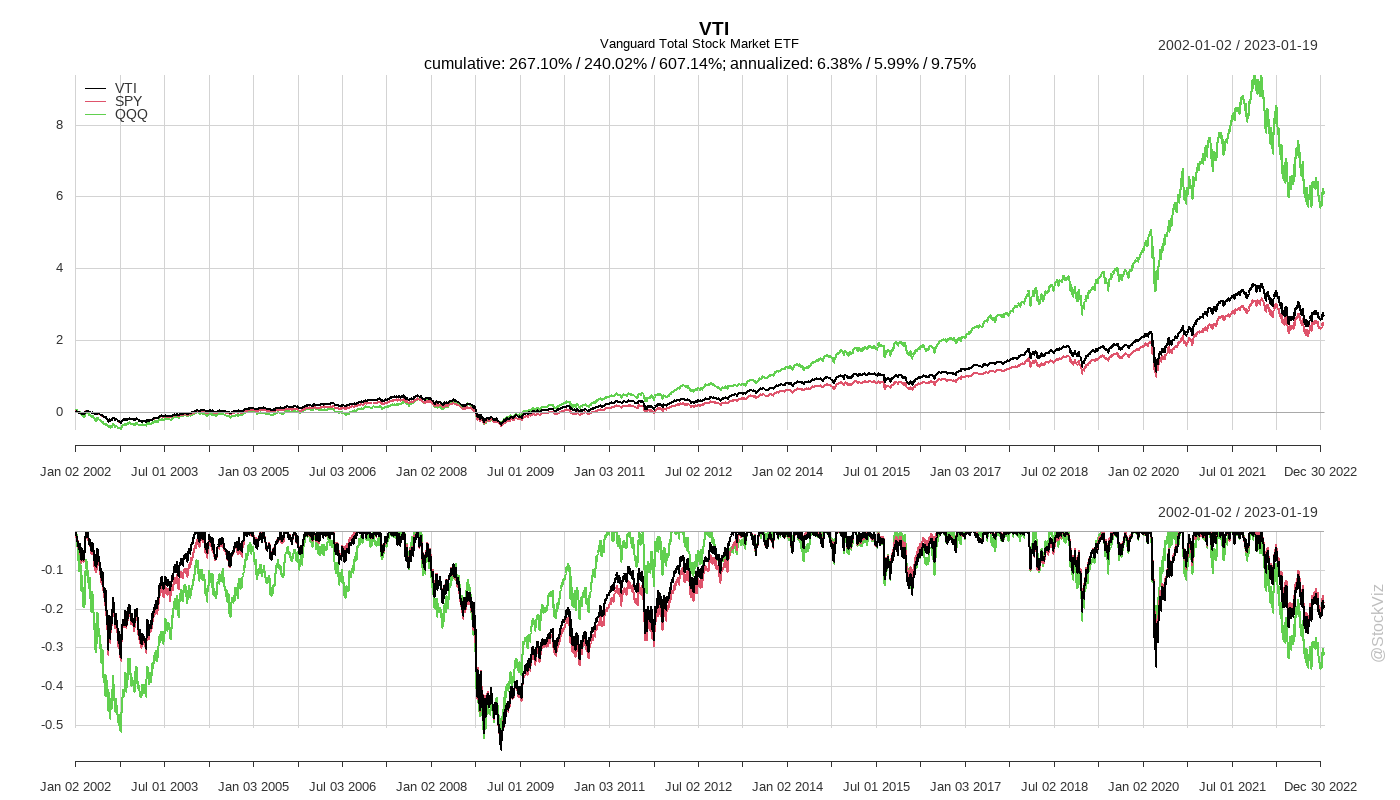 VTI
Vanguard Total Stock Market ETF
2002-01-02 / 2023-01-19
cumulative: 267.10% / 240.02% / 607.14%; annualized: 6.38% / 5.99% / 9.75%
VTI
SPY
QQQ
8
6
4
2
0
Jan 02 2002 Jul 01 2003 Jan 03 2005 Jul 03 2006 Jan 02 2008 Jul 01 2009 Jan 03 2011 Jul 02 2012 Jan 02 2014 Jul 01 2015 Jan 03 2017 Jul 02 2018 Jan 02 2020 Jul 01 2021 Dec 30 2022
2002-01-02 / 2023-01-19
-0.1
-0.2
-0.3
-0.4
-0.5
Jan 02 2002 Jul 01 2003 Jan 03 2005 Jul 03 2006 Jan 02 2008 Jul 01 2009 Jan 03 2011 Jul 02 2012 Jan 02 2014 Jul 01 2015 Jan 03 2017 Jul 02 2018 Jan 02 2020 Jul 01 2021 Dec 30 2022
@StockViz